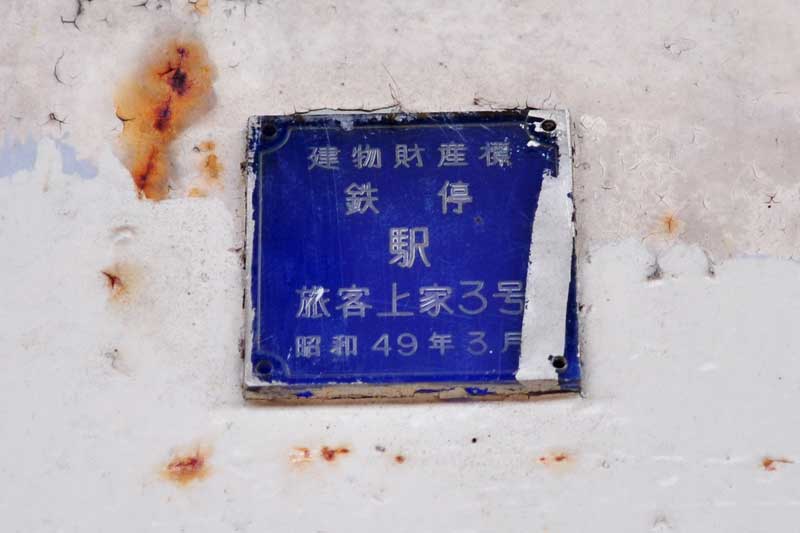 建物財産標
鉄 停
駅
旅客上家3号
昭和49年3月